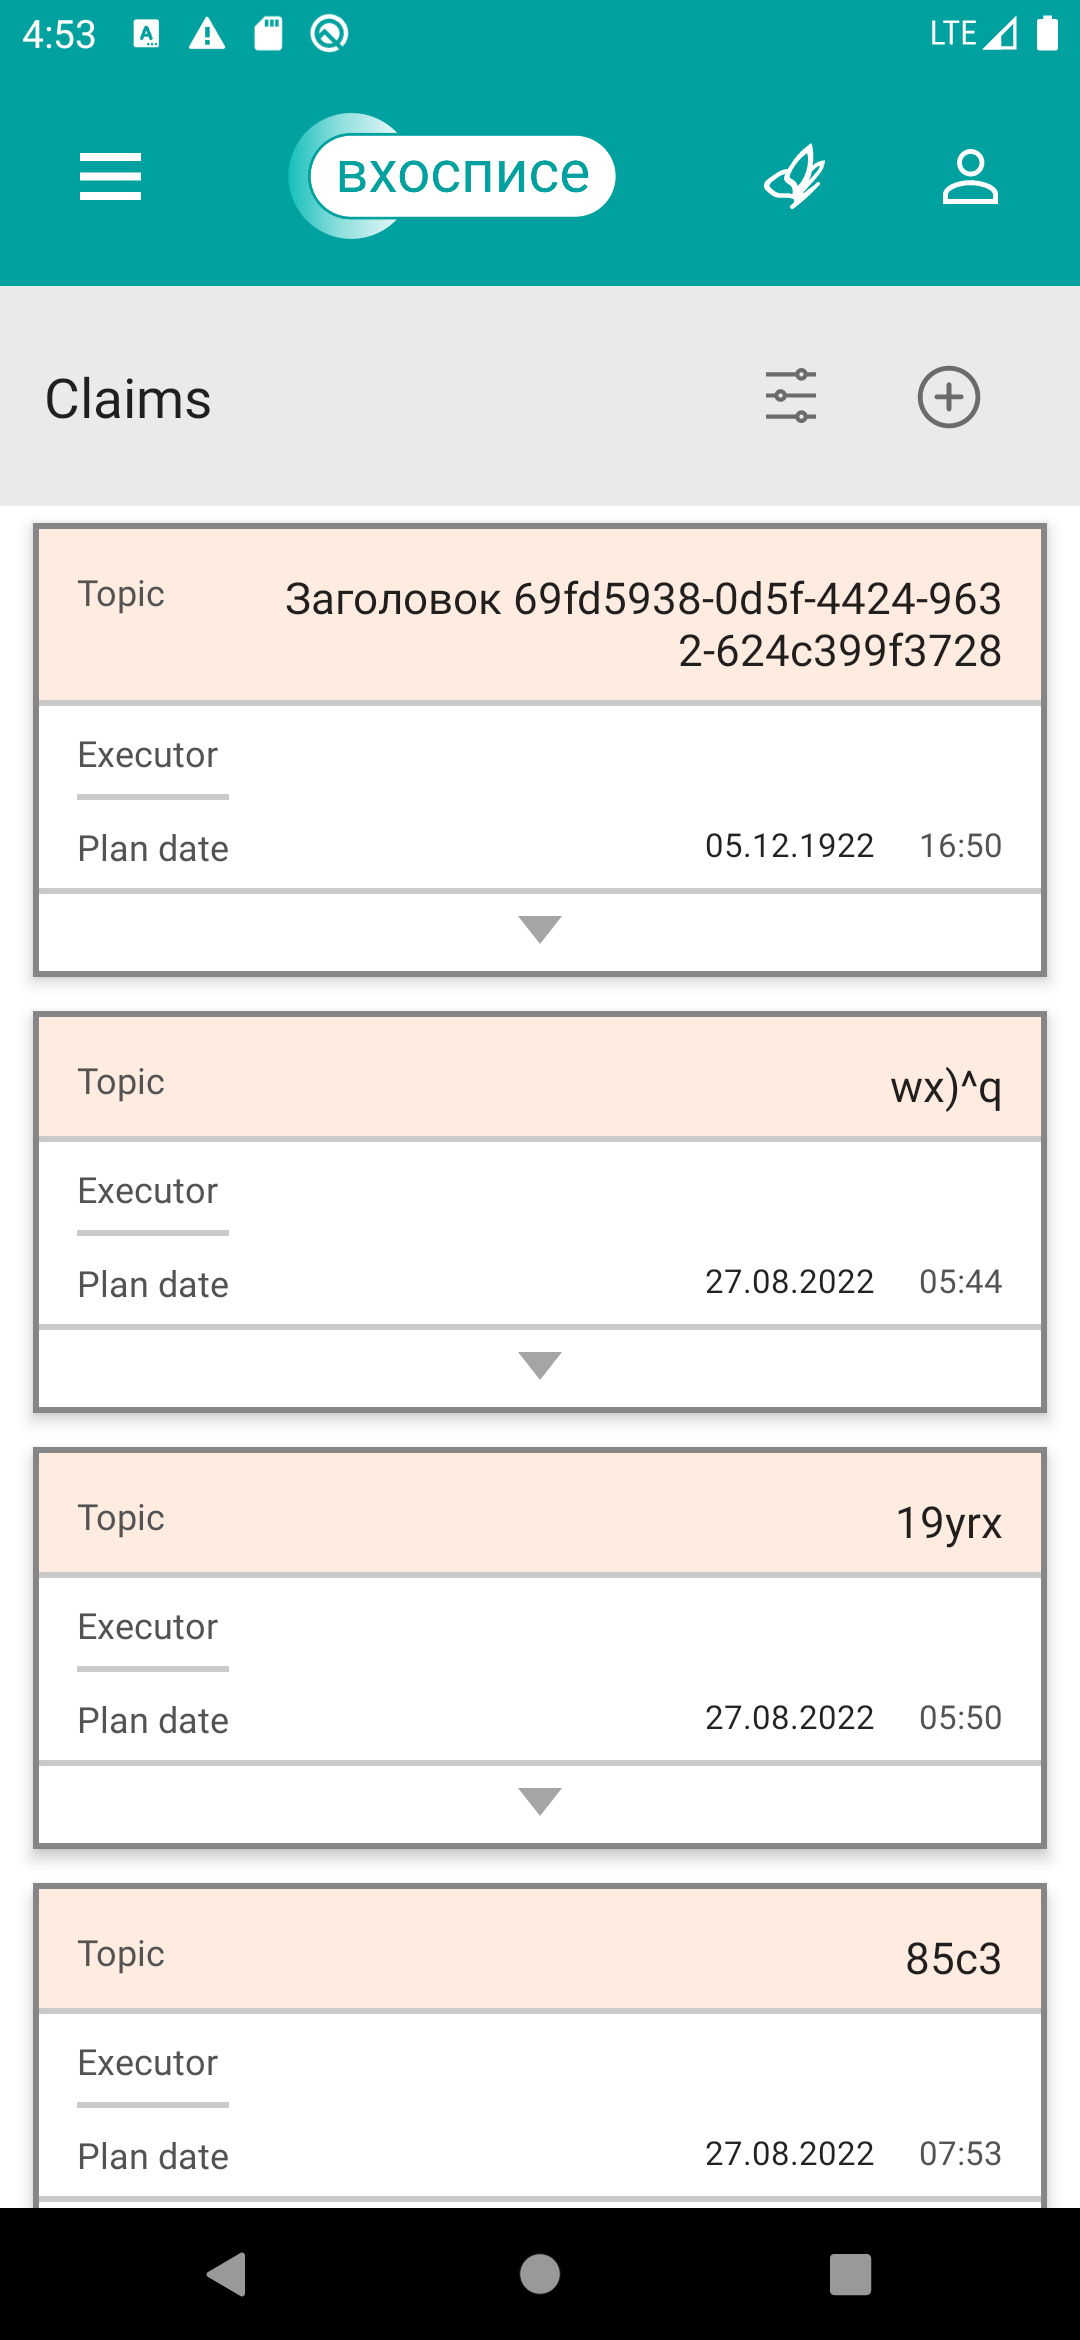 4:53
LTE
вхосписе
Claims
Topic
Заголовок 69fd5938-0d5f-4424-963
2-624c399f3728
Executor
Plan date 05.12.1922 16:50
Topic wx)^q
Executor
Plan date 27.08.2022 05:44
Topic 19yrx
Executor
Plan date 27.08.2022 05:50
Topic 85c3
Executor
Plan date 27.08.2022 07:53